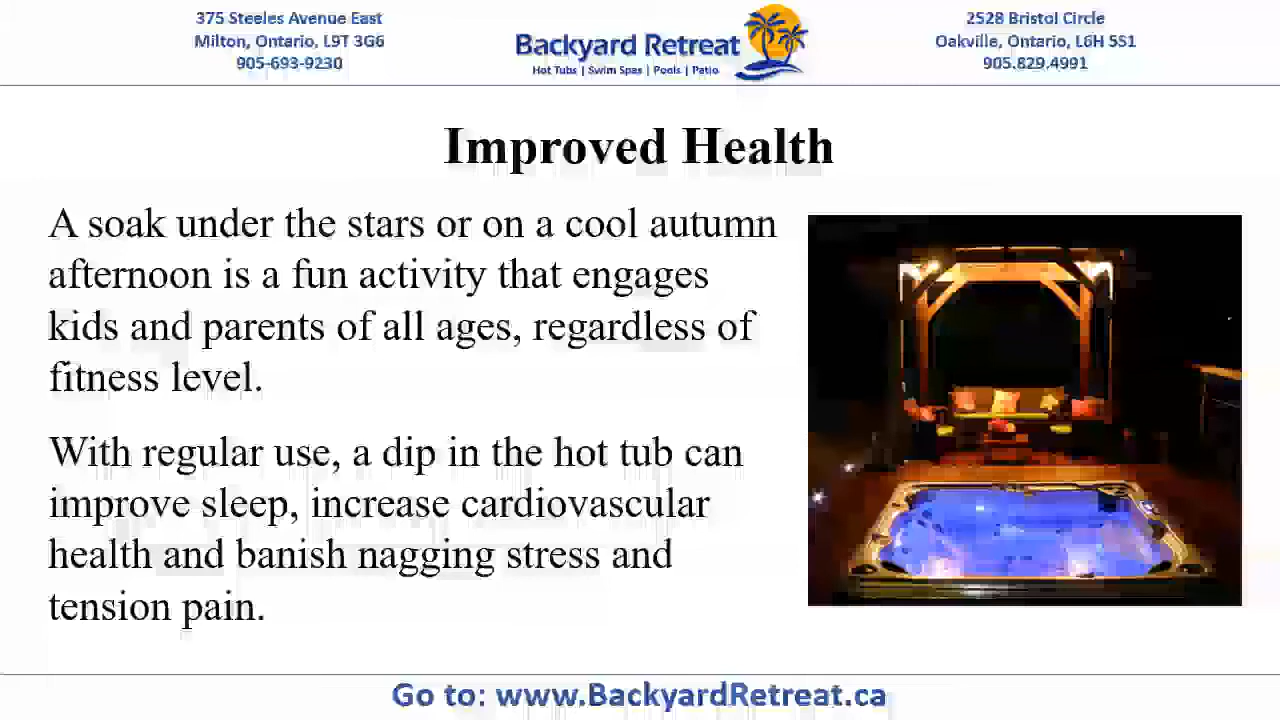 375 Steeles Avenue East
Milton, Ontario, L9T 3G6
905-693-9230
Backyard Retreat
Hot Tubs | Swim Spas | Pools | Patio
2528 Bristol Circle
Oakville, Ontario, L6H 5S1
905.829.4991
Improved Health
A soak under the stars or on a cool autumn
afternoon is a fun activity that engages
kids and parents of all ages, regardless of
fitness level.
With regular use, a dip in the hot tub can
improve sleep, increase cardiovascular
health and banish nagging stress and
tension pain.
Go to: www.BackyardRetreat.ca